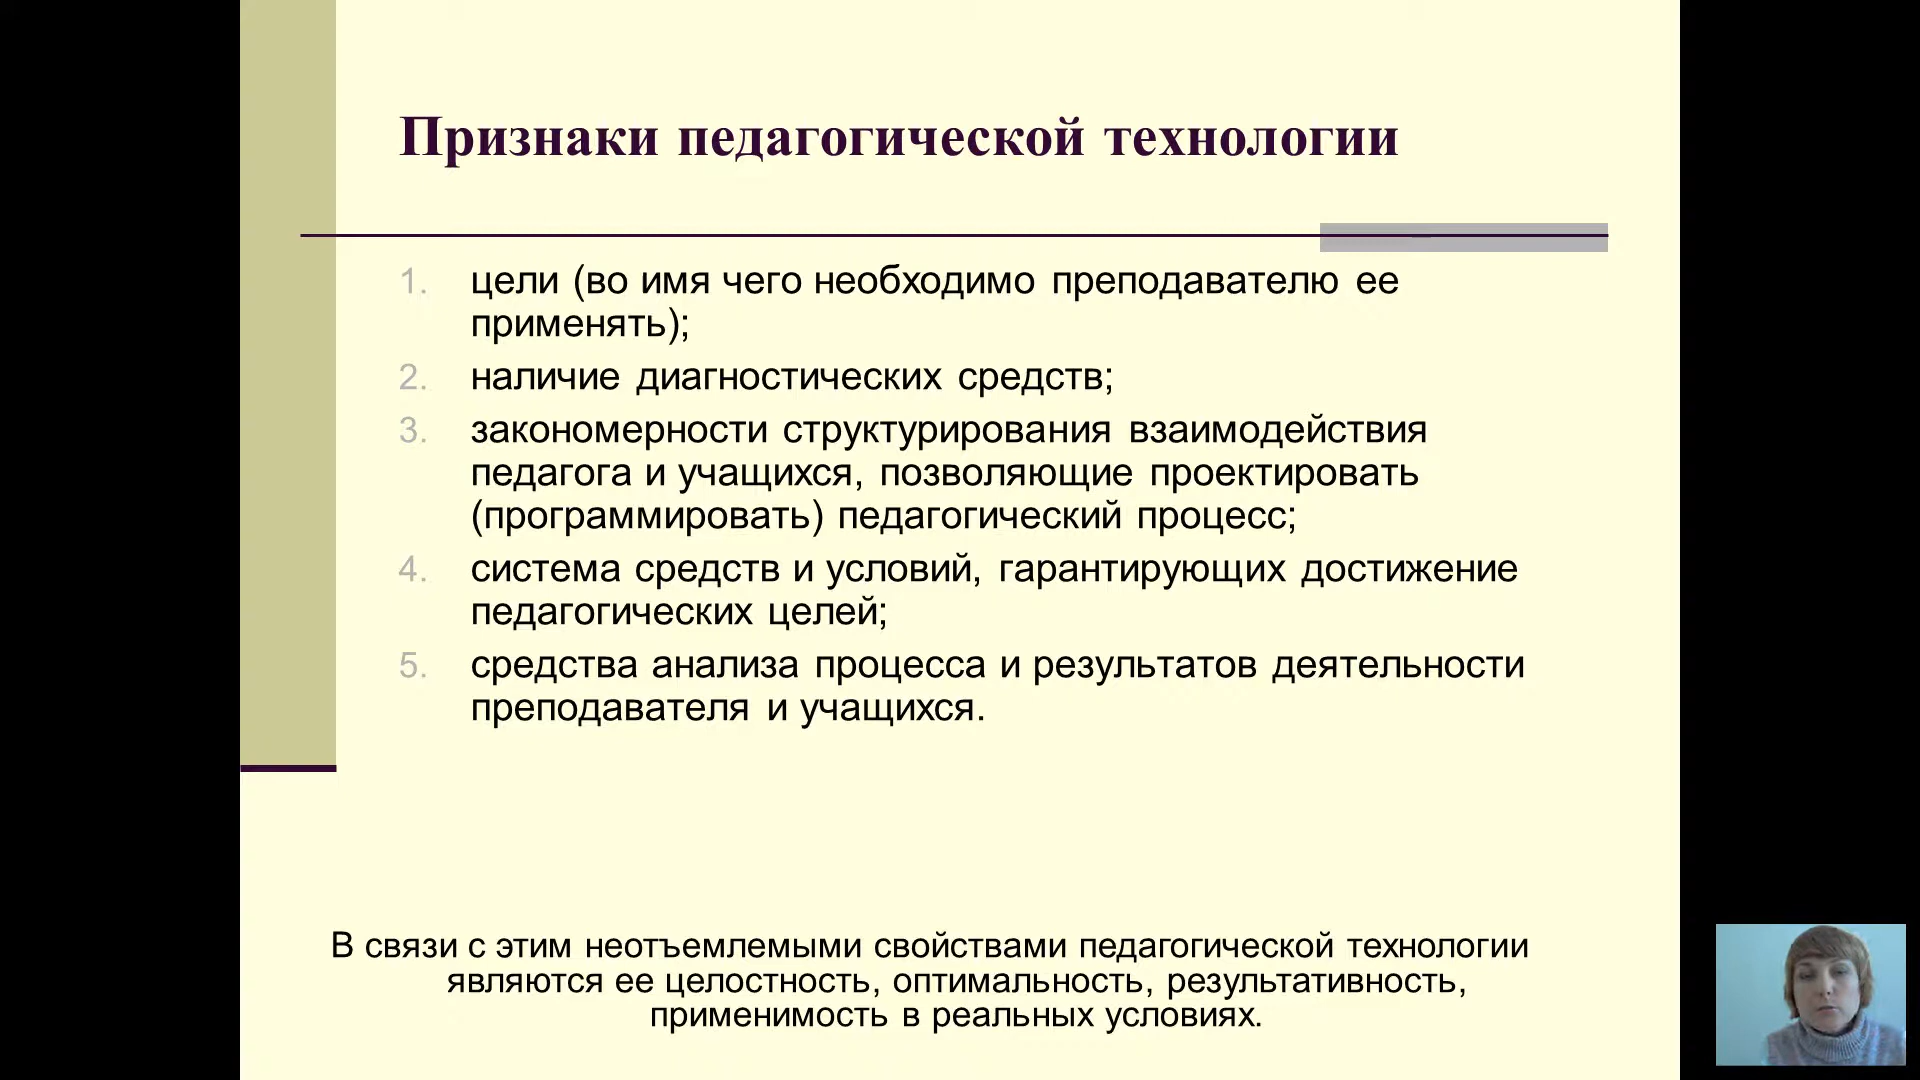 Признаки педагогической технологии
1. цели (во имя чего необходимо преподавателю ее
применять);
2. наличие диагностических средств;
3. закономерности структурирования взаимодействия
педагога и учащихся, позволяющие проектировать
(программировать) педагогический процесс;
4. система средств и условий, гарантирующих достижение
педагогических целей;
5. средства анализа процесса и результатов деятельности
преподавателя и учащихся.
В связи с этим неотъемлемыми свойствами педагогической технологии
являются ее целостность, оптимальность, результативность,
применимость в реальных условиях.